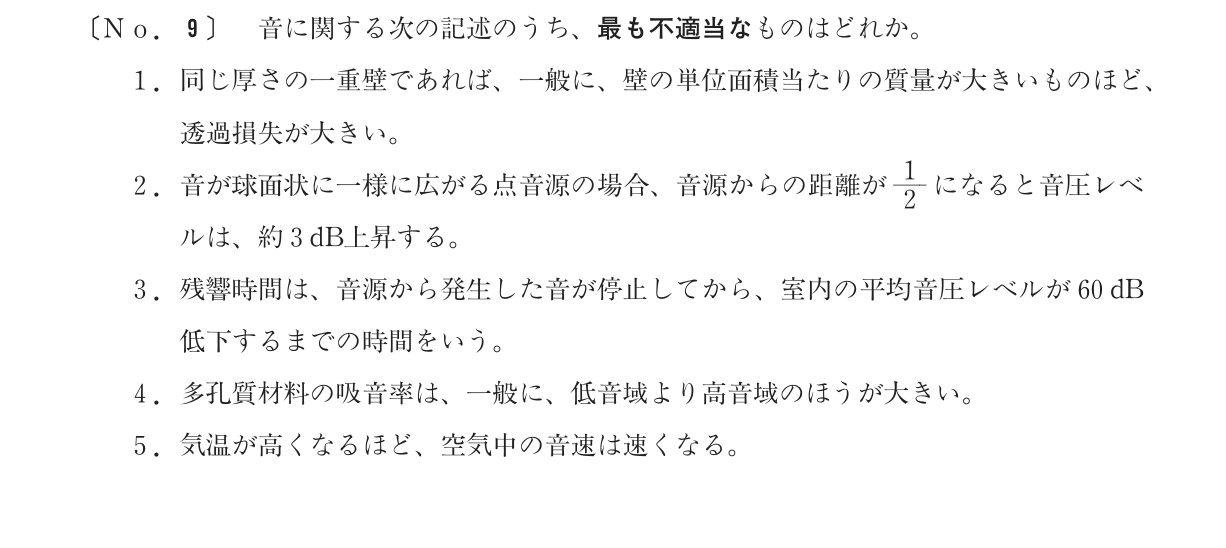 〔Ｎｏ． 9〕　音に関する次の記述のうち、最も不適当なものはどれか。
1．同じ厚さの一重壁であれば、一般に、壁の単位面積当たりの質量が大きいものほど、
透過損失が大きい。
2．音が球面状に一様に広がる点音源の場合、音源からの距離が 1/2 になると音圧レベ
ルは、約 3 dB上昇する。
3．残響時間は、音源から発生した音が停止してから、室内の平均音圧レベルが 60 dB
低下するまでの時間をいう。
4．多孔質材料の吸音率は、一般に、低音域より高音域のほうが大きい。
5．気温が高くなるほど、空気中の音速は速くなる。